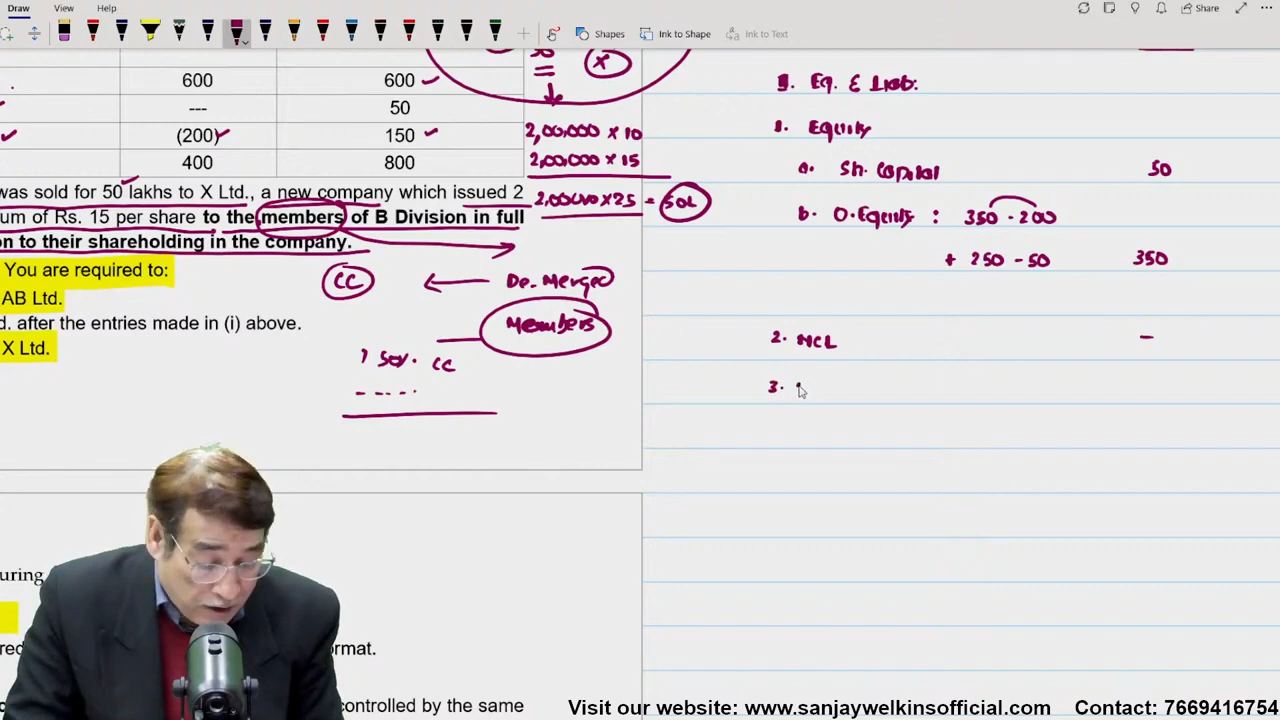 Draw View Help
Share
Shapes Ink to Shape Ink to Text
600 600
--- 50
(200) 150
400 800
was sold for 50 lakhs to X Ltd., a new company which issued 2
um of Rs. 15 per share to the members of B Division in full
on to their shareholding in the company.
You are required to:
AB Ltd.
d. after the entries made in (i) above.
X Ltd.
X
2,00,000 x 10
2,00,000 x 15
2,00,000 x 25 = 50L
CC De.Merged
Members
CC
uring
red
ormat.
controlled by the same
Eq. & Liab:
1. Equity
a. Sh. Capital 50
b. O.Equity : 350 - 200
+ 250 - 50 350
2. NCL -
3.
Visit our website: www.sanjaywelkinsofficial.com Contact: 7669416754